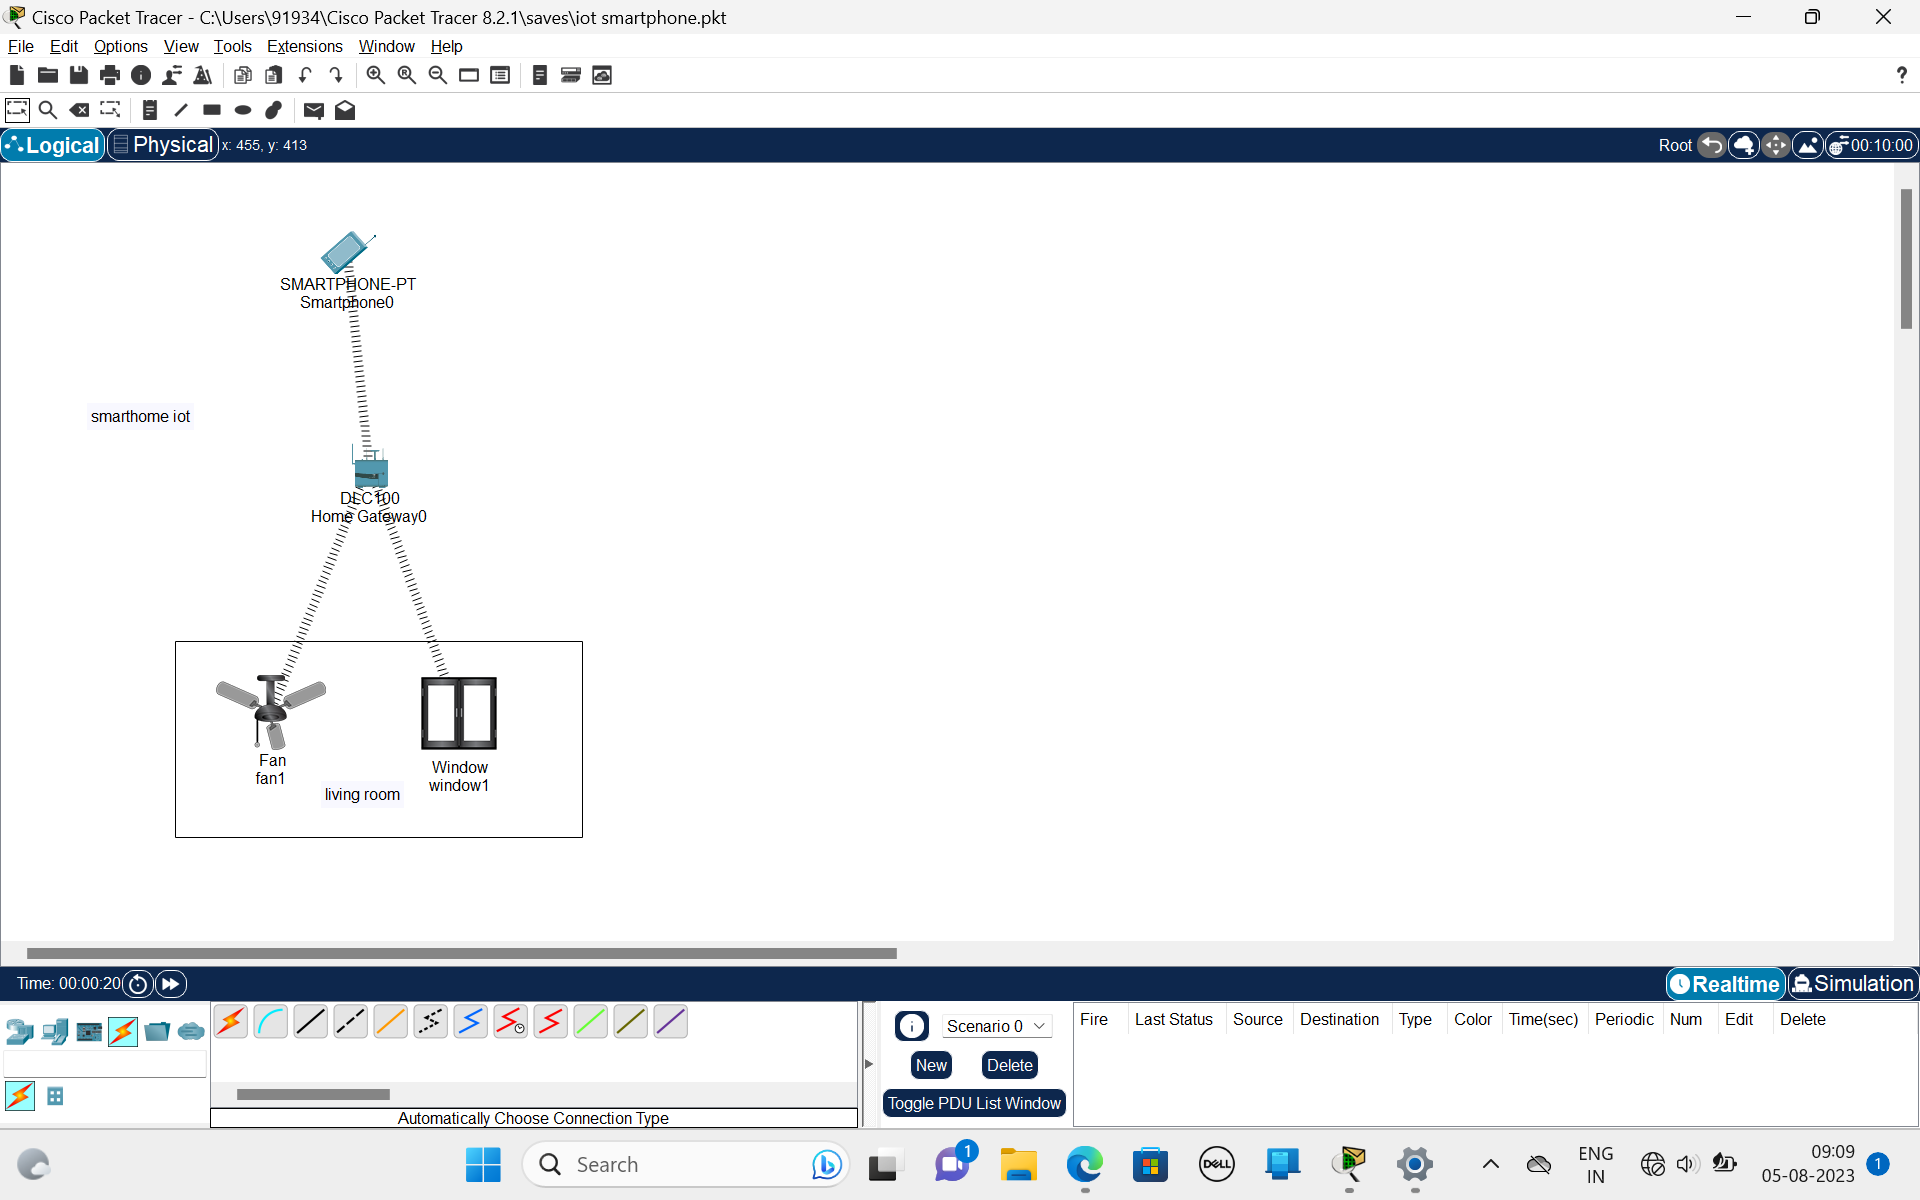 Cisco Packet Tracer - C:\Users\91934\Cisco Packet Tracer 8.2.1\saves\iot smartphone.pkt
File Edit Options View Tools Extensions Window Help
?
Logical Physical x: 455, y: 413 Root 00:10:00
SMARTPHONE-PT
Smartphone0
smarthome iot
DLC100
Home Gateway0
Fan
fan1
Window
window1
living room
Time: 00:00:20 Realtime Simulation
Scenario 0
New Delete
Toggle PDU List Window
Fire Last Status Source Destination Type Color Time(sec) Periodic Num Edit Delete
Automatically Choose Connection Type
Search
1
DELL
ENG
IN
09:09
05-08-2023
1